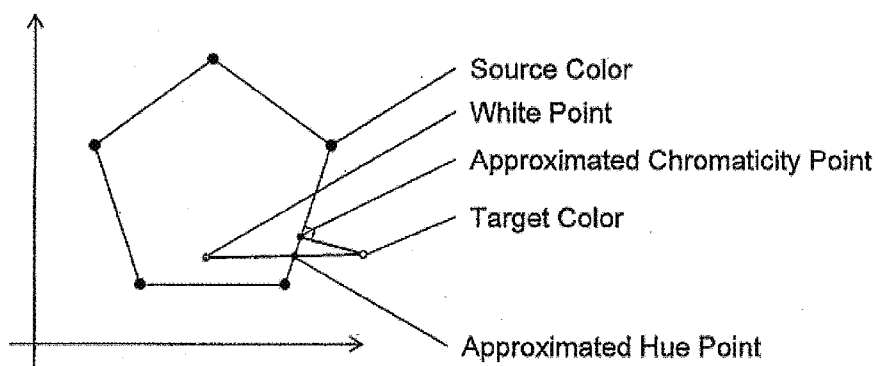 Source Color
White Point
Approximated Chromaticity Point
Target Color
Approximated Hue Point